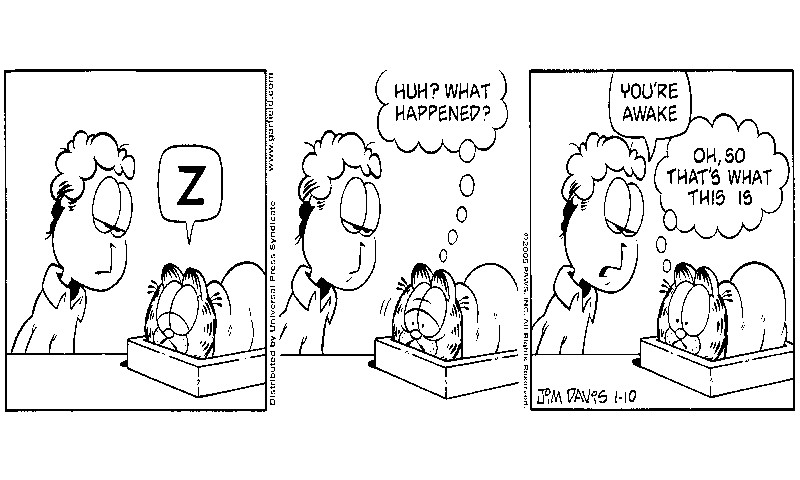 Z
www.garfield.com
Distributed by Universal Press Syndicate
HUH? WHAT
HAPPENED?
©2005 PAWS, INC. All Rights Reserved.
YOU'RE
AWAKE
OH, SO
THAT'S WHAT
THIS IS
JIM DAVIS 1-10